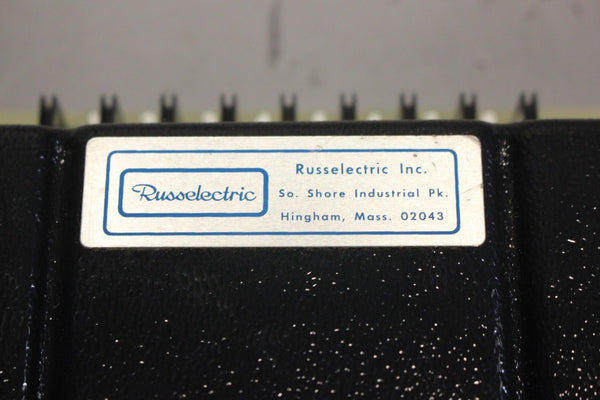 Russelectric
Russelectric Inc.
So. Shore Industrial Pk.
Hingham, Mass. 02043